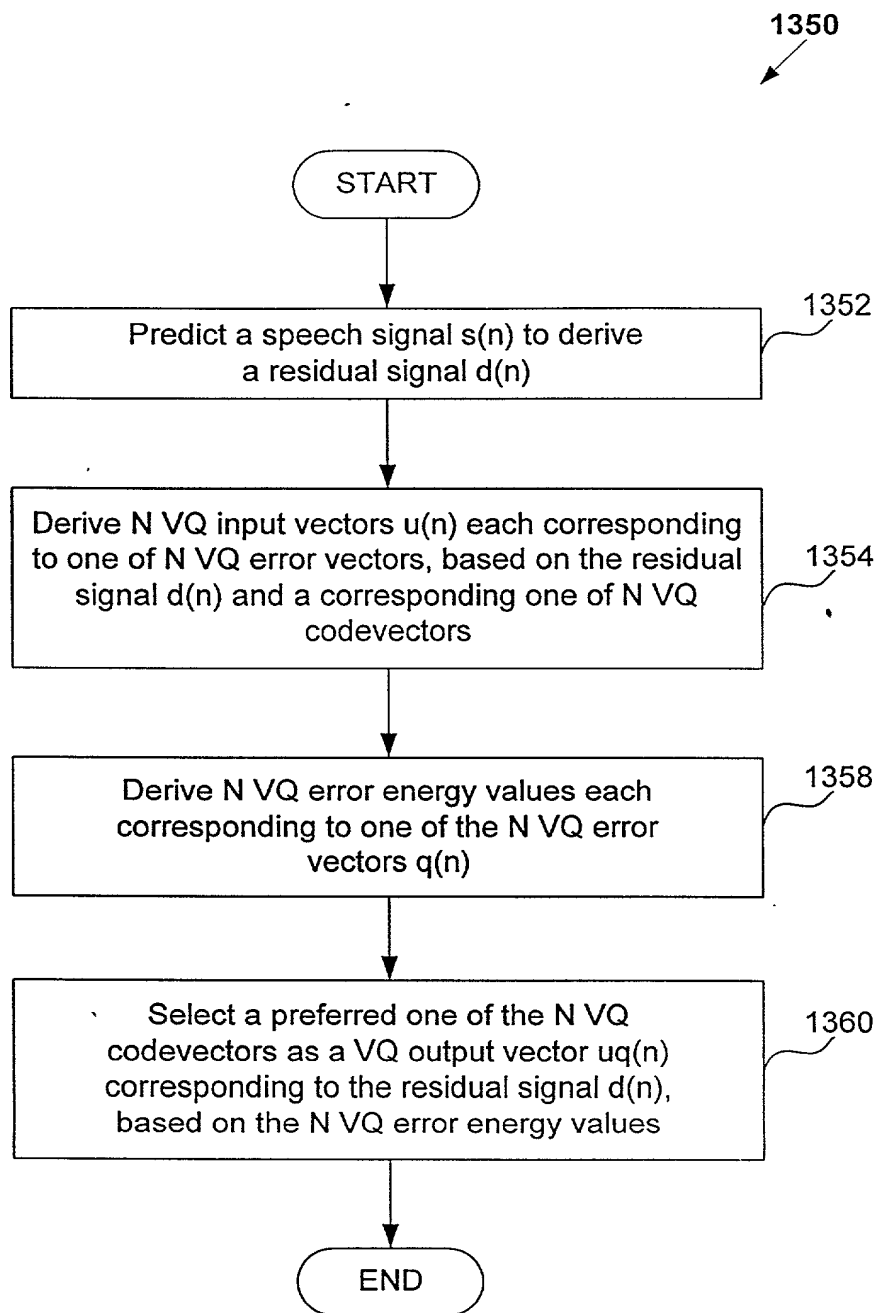 1350
START
1352
Predict a speech signal s(n) to derive
a residual signal d(n)
Derive N VQ input vectors u(n) each corresponding
to one of N VQ error vectors, based on the residual
signal d(n) and a corresponding one of N VQ
codevectors
1354
Derive N VQ error energy values each
corresponding to one of the N VQ error
vectors q(n)
1358
Select a preferred one of the N VQ
codevectors as a VQ output vector uq(n)
corresponding to the residual signal d(n),
based on the N VQ error energy values
1360
END